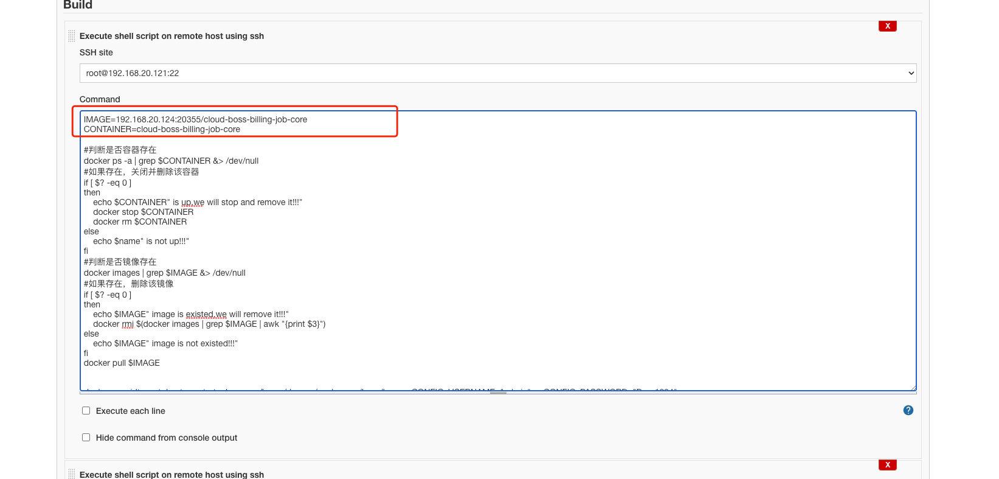 Build
X
Execute shell script on remote host using ssh
SSH site
root@192.168.20.121:22
Command
IMAGE=192.168.20.124:20355/cloud-boss-billing-job-core
CONTAINER=cloud-boss-billing-job-core
#判断是否容器存在
docker ps -a | grep $CONTAINER &> /dev/null
#如果存在，关闭并删除该容器
if [ $? -eq 0 ]
then
    echo $CONTAINER" is up,we will stop and remove it!!!"
    docker stop $CONTAINER
    docker rm $CONTAINER
else
    echo $name" is not up!!!"
fi
#判断是否镜像存在
docker images | grep $IMAGE &> /dev/null
#如果存在，删除该镜像
if [ $? -eq 0 ]
then
    echo $IMAGE" image is existed,we will remove it!!!"
    docker rmi $(docker images | grep $IMAGE | awk "{print $3}")
else
    echo $IMAGE" image is not existed!!!"
fi
docker pull $IMAGE
Execute each line
?
Hide command from console output
X
Execute shell script on remote host using ssh